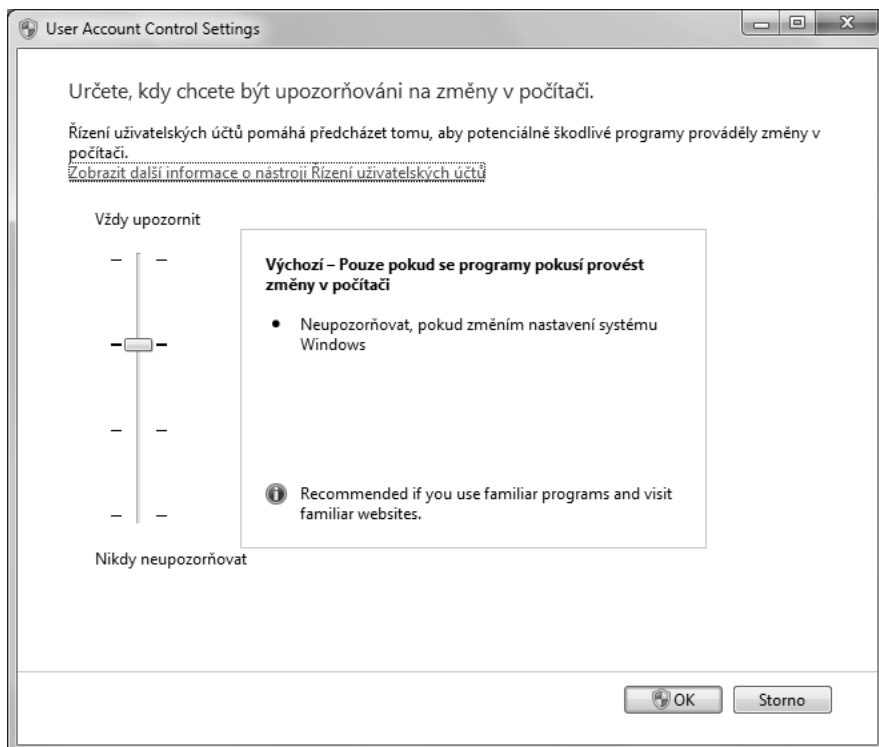 User Account Control Settings
Určete, kdy chcete být upozorňováni na změny v počítači.
Řízení uživatelských účtů pomáhá předcházet tomu, aby potenciálně škodlivé programy prováděly změny v
počítači.
Zobrazit další informace o nástroji Řízení uživatelských účtů
Vždy upozornit
Výchozí – Pouze pokud se programy pokusí provést
změny v počítači
• Neupozorňovat, pokud změním nastavení systému
Windows
Recommended if you use familiar programs and visit
familiar websites.
Nikdy neupozorňovat
OK
Storno